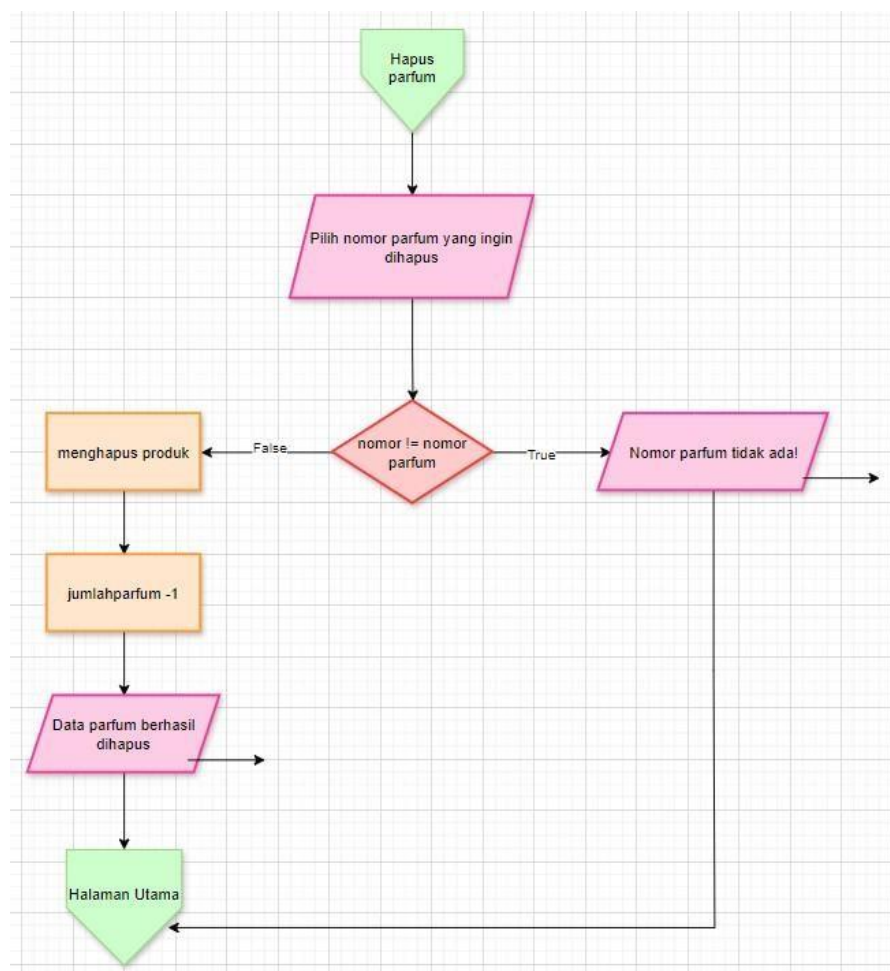 Hapus
parfum
Pilih nomor parfum yang ingin
dihapus
menghapus produk
False
nomor != nomor
parfum
True
Nomor parfum tidak ada!
jumlahparfum -1
Data parfum berhasil
dihapus
Halaman Utama